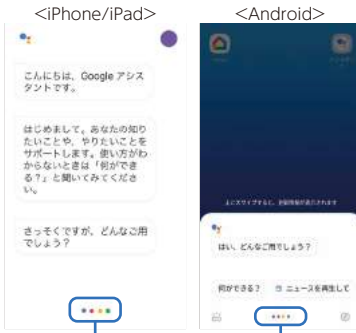 <iPhone/iPad>
<Android>
こんにちは、Google アシス
タントです。
はじめまして。あなたの知り
たいことや、やりたいことを
サポートします。使い方がわ
からないときは「何ができ
る？」と聞いてみてくださ
い。
さっそくですが、どんなご用
でしょう？
はい、どんなご用でしょう？
何ができる？
ニュースを再生して